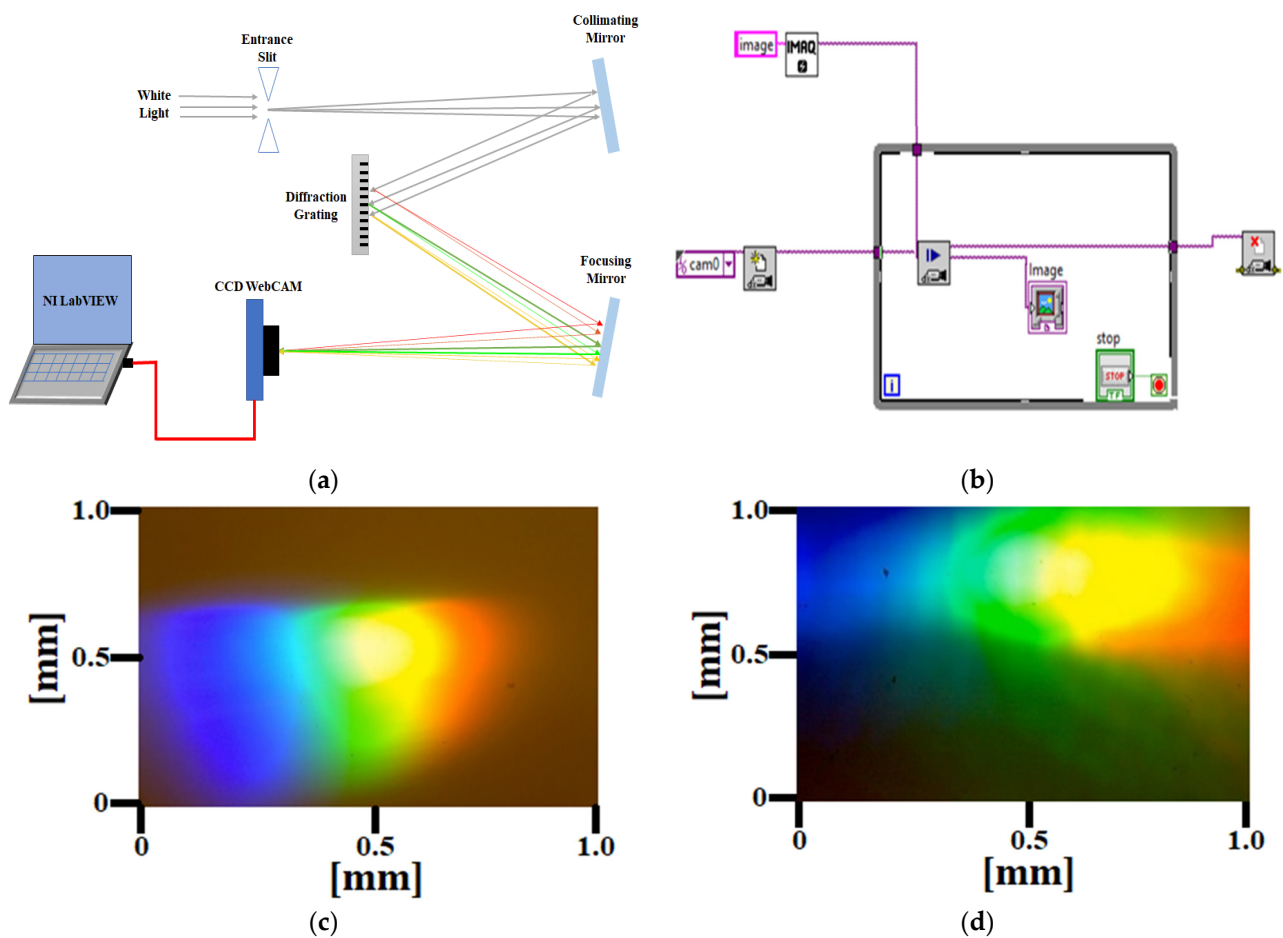 Collimating
Mirror
Entrance
Slit
White
Light
Diffraction
Grating
Focusing
Mirror
CCD WebCAM
NI LabVIEW
(a)
image
IMAQ
cam0
Image
stop
STOP
TF
i
(b)
1.0
0.5
0
[mm]
0
0.5
1.0
[mm]
(c)
1.0
0.5
0
[mm]
0
0.5
1.0
[mm]
(d)